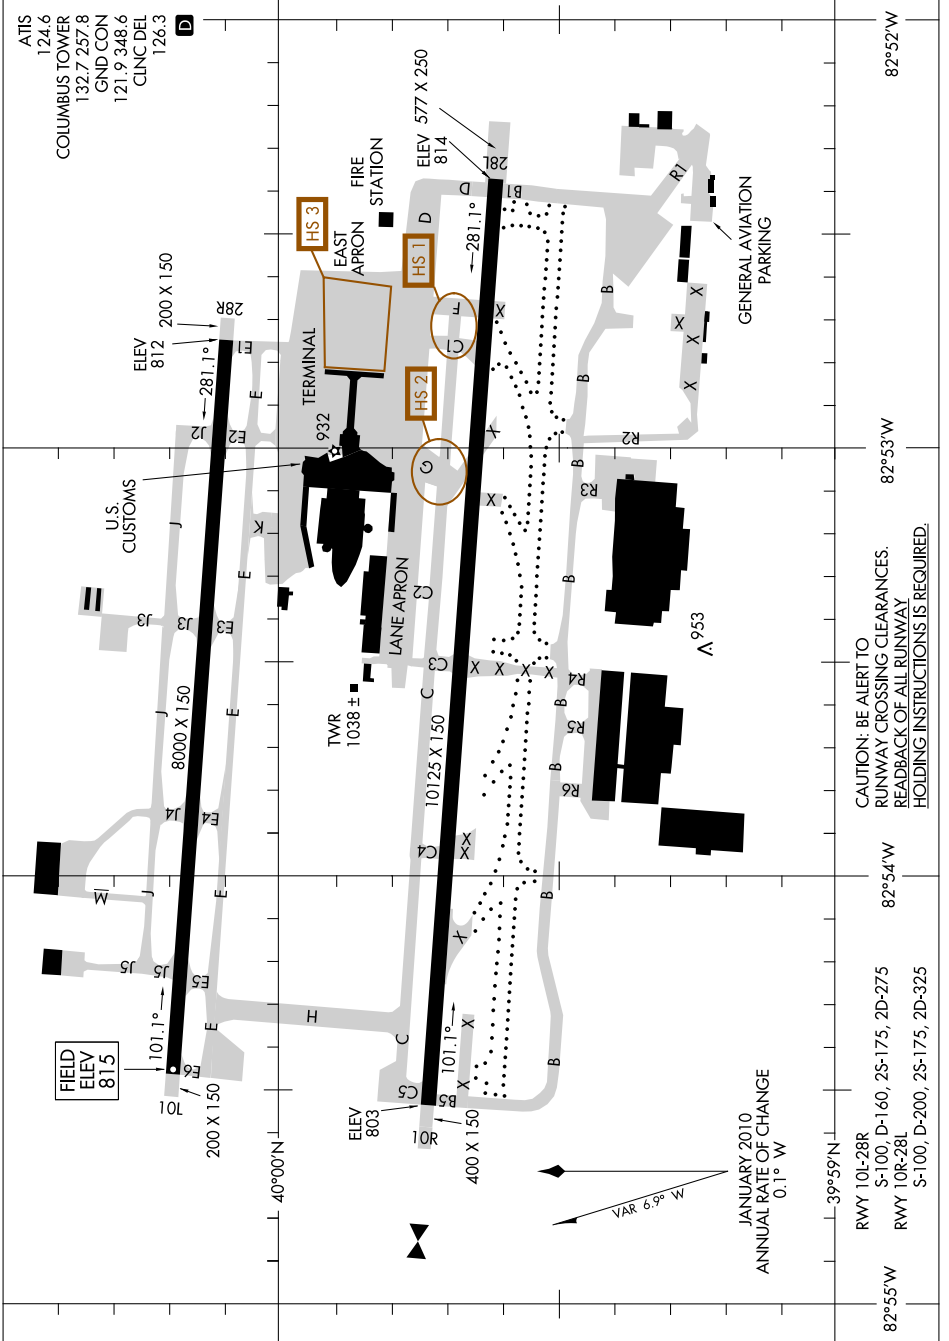 ATIS
124.6
COLUMBUS TOWER
132.7 257.8
GND CON
121.9 348.6
CLNC DEL
126.3
D
82°52'W
577 X 250
ELEV
814
28L
D
B1
FIRE
STATION
HS 3
EAST
APRON
D
HS 1
281.1°
R1
GENERAL AVIATION
PARKING
200 X 150
28R
ELEV
812
281.1°
E1
F
X
B
X
X
X
X
TERMINAL
C1
E
HS 2
B
J2
E2
932
X
R2
82°53'W
U.S.
CUSTOMS
G
B
R3
J
K
X
E
LANE APRON
C2
B
J3
J3
E3
953
C3
X
X
X
X
R4
TWR
1038 ±
C
J
E
8000 X 150
10125 X 150
B
R5
B
R6
J4
E4
C4
X
X
CAUTION: BE ALERT TO
RUNWAY CROSSING CLEARANCES.
READBACK OF ALL RUNWAY
HOLDING INSTRUCTIONS IS REQUIRED.
M
J
E
B
82°54'W
X
J5
J5
E5
H
E
C
101.1°
101.1°
X
X
B
FIELD
ELEV
815
E6
10L
200 X 150
C5
B5
ELEV
803
10R
400 X 150
40°00'N
39°59'N
JANUARY 2010
ANNUAL RATE OF CHANGE
0.1° W
VAR 6.9° W
RWY 10L-28R
S-100, D-160, 2S-175, 2D-275
RWY 10R-28L
S-100, D-200, 2S-175, 2D-325
82°55'W